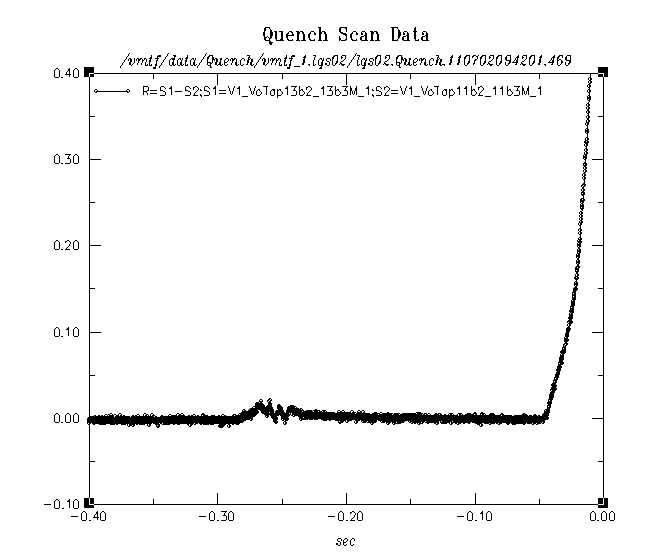 Quench Scan Data
/vmtf/data/Quench/vmtf_1.lqs02/lqs02.Quench.110702094201.469
R=S1-S2;S1=V1_VoTap13b2_13b3M_1;S2=V1_VoTap11b2_11b3M_1
0.40
0.30
0.20
0.10
0.00
-0.10
-0.40 -0.30 -0.20 -0.10 0.00
sec